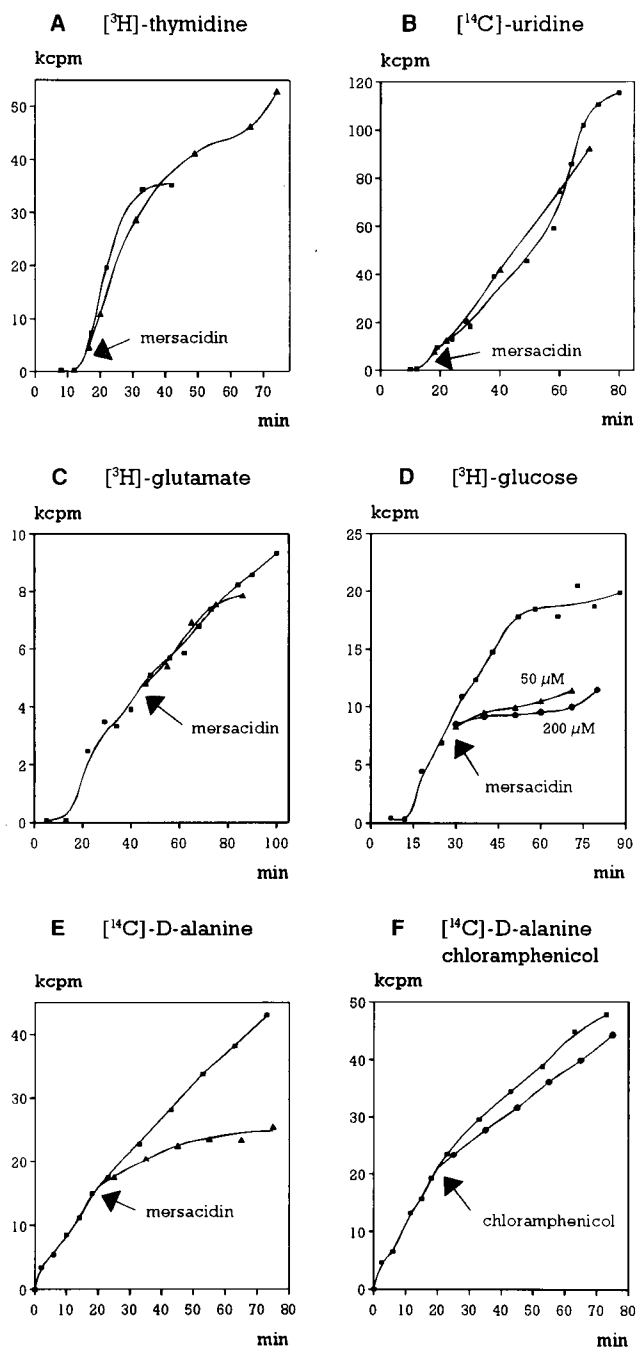 A [³H]-thymidine
kcpm
50
40
30
20
10
0
mersacidin
0 10 20 30 40 50 60 70
min
B [¹⁴C]-uridine
kcpm
120
100
80
60
40
20
0
mersacidin
0 20 40 60 80
min
C [³H]-glutamate
kcpm
10
8
6
4
2
0
mersacidin
0 20 40 60 80 100
min
D [³H]-glucose
kcpm
25
20
15
10
5
0
50 µM
200 µM
mersacidin
0 15 30 45 60 75 90
min
E [¹⁴C]-D-alanine
kcpm
40
30
20
10
0
mersacidin
0 10 20 30 40 50 60 70 80
min
F [¹⁴C]-D-alanine
chloramphenicol
kcpm
50
40
30
20
10
0
chloramphenicol
0 10 20 30 40 50 60 70 80
min